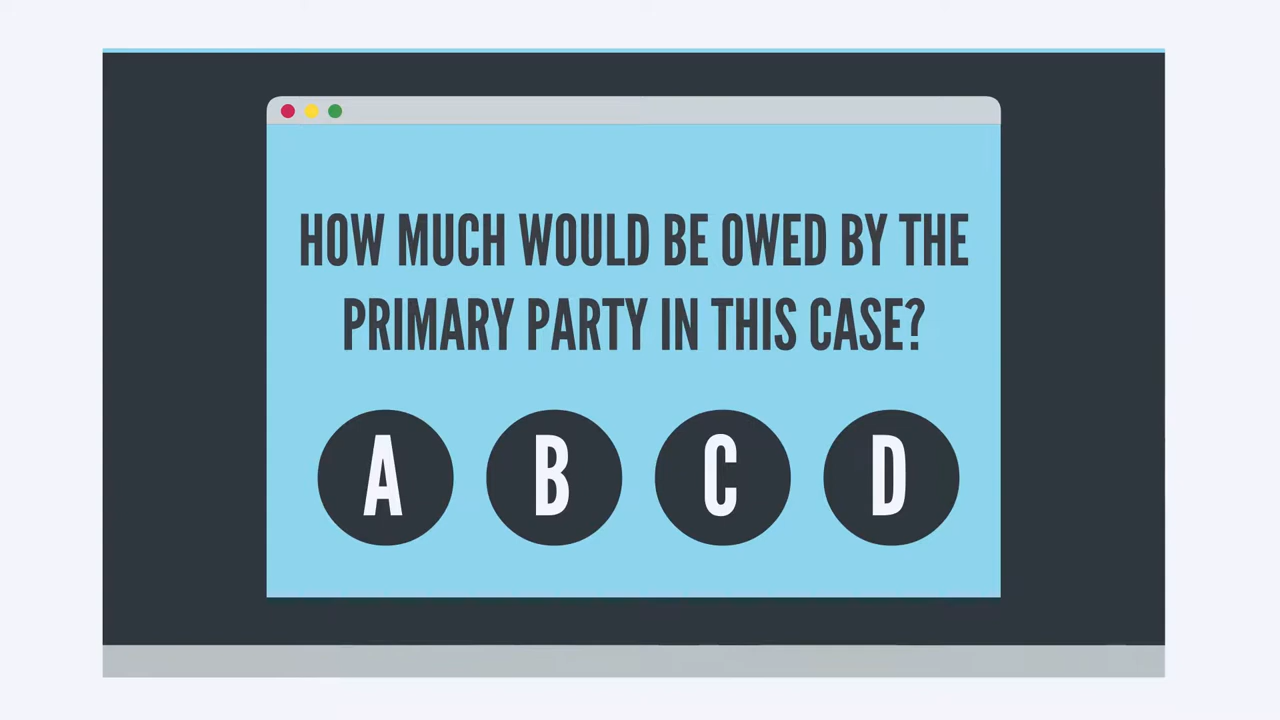 HOW MUCH WOULD BE OWED BY THE
PRIMARY PARTY IN THIS CASE?
A B C D